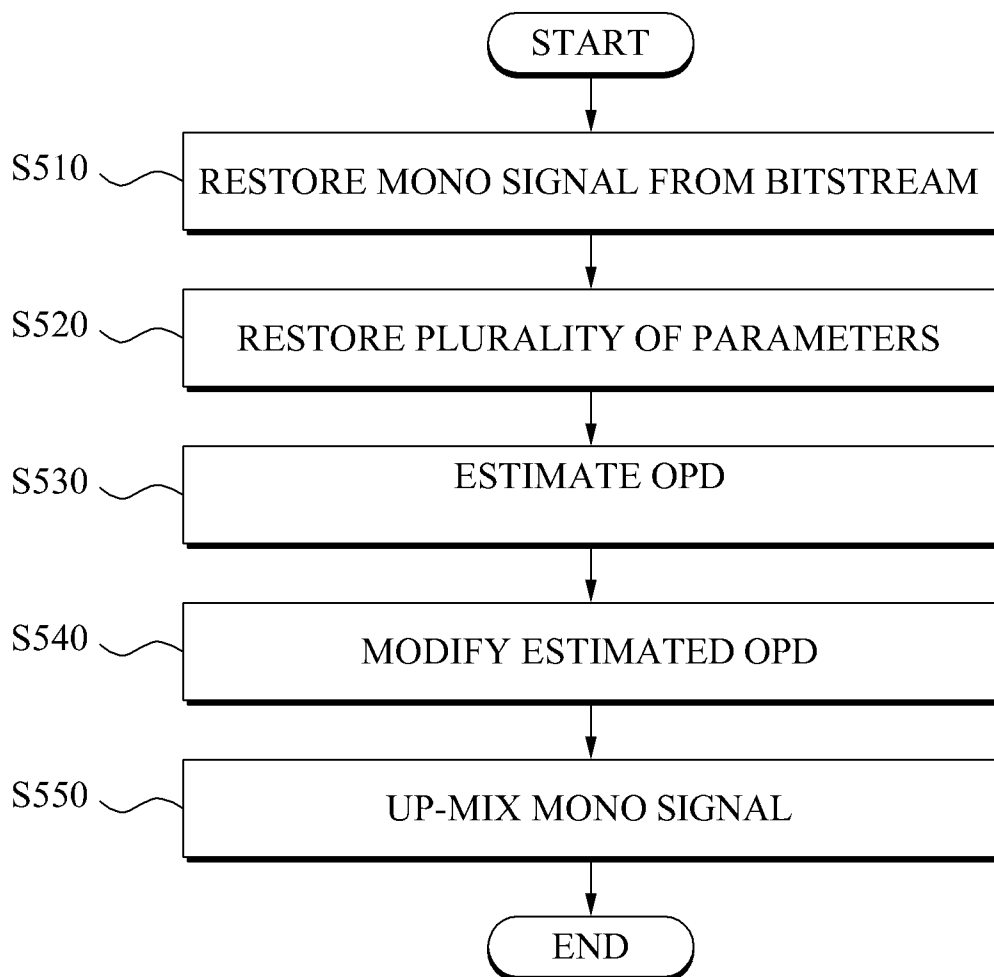 START
S510
RESTORE MONO SIGNAL FROM BITSTREAM
S520
RESTORE PLURALITY OF PARAMETERS
S530
ESTIMATE OPD
S540
MODIFY ESTIMATED OPD
S550
UP-MIX MONO SIGNAL
END